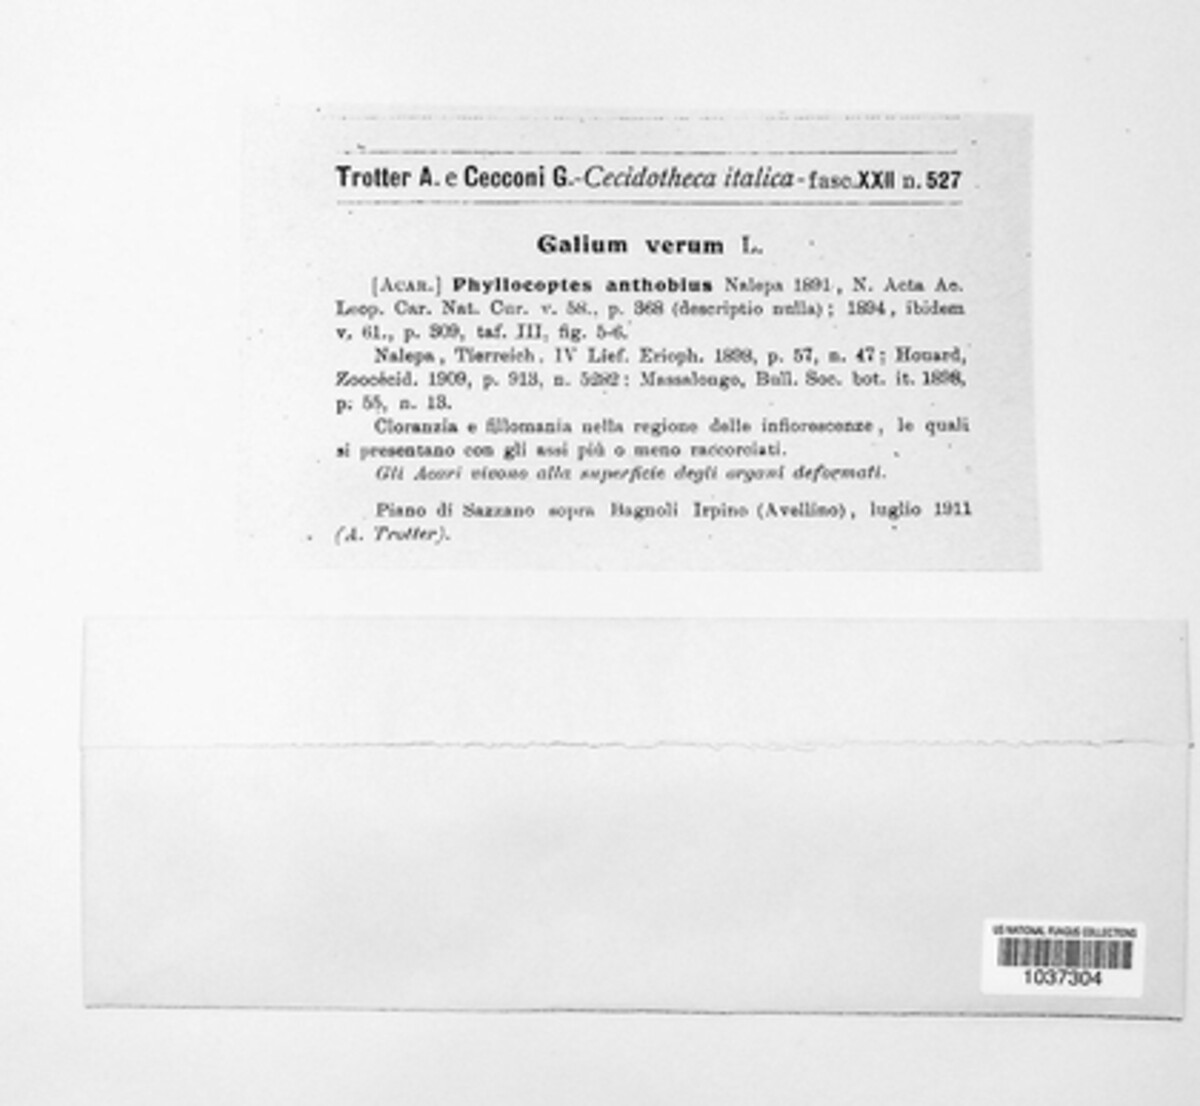 Trotter A. e Cecconi G.-Cecidotheca italica-fasc.XXII n. 527
Galium verum L.
[Acar.] Phyllocoptes anthobius Nalepa 1891, N. Acta Ac.
Leop. Car. Nat. Cur. v. 58., p. 368 (descriptio nulla); 1894, ibidem
v. 61., p. 309, taf. III, fig. 5-6.
Nalepa, Tierreich, IV Lief. Erioph. 1898, p. 57, n. 47; Houard,
Zoocécid. 1909, p. 913, n. 5282; Massalongo, Bull. Soc. bot. it. 1898,
p. 55, n. 13.
Cloranzia e fillomania nella regione delle infiorescenze, le quali
si presentano con gli assi più o meno raccorciati.
Gli Acari vivono alla superficie degli organi deformati.
Piano di Sazzano sopra Bagnoli Irpino (Avellino), luglio 1911
(A. Trotter).
US NATIONAL FUNGUS COLLECTIONS
1037304